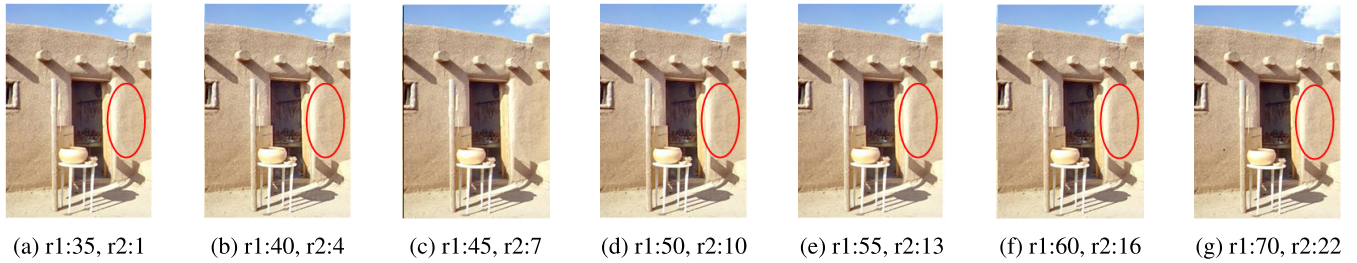 (a) r1:35, r2:1
(b) r1:40, r2:4
(c) r1:45, r2:7
(d) r1:50, r2:10
(e) r1:55, r2:13
(f) r1:60, r2:16
(g) r1:70, r2:22